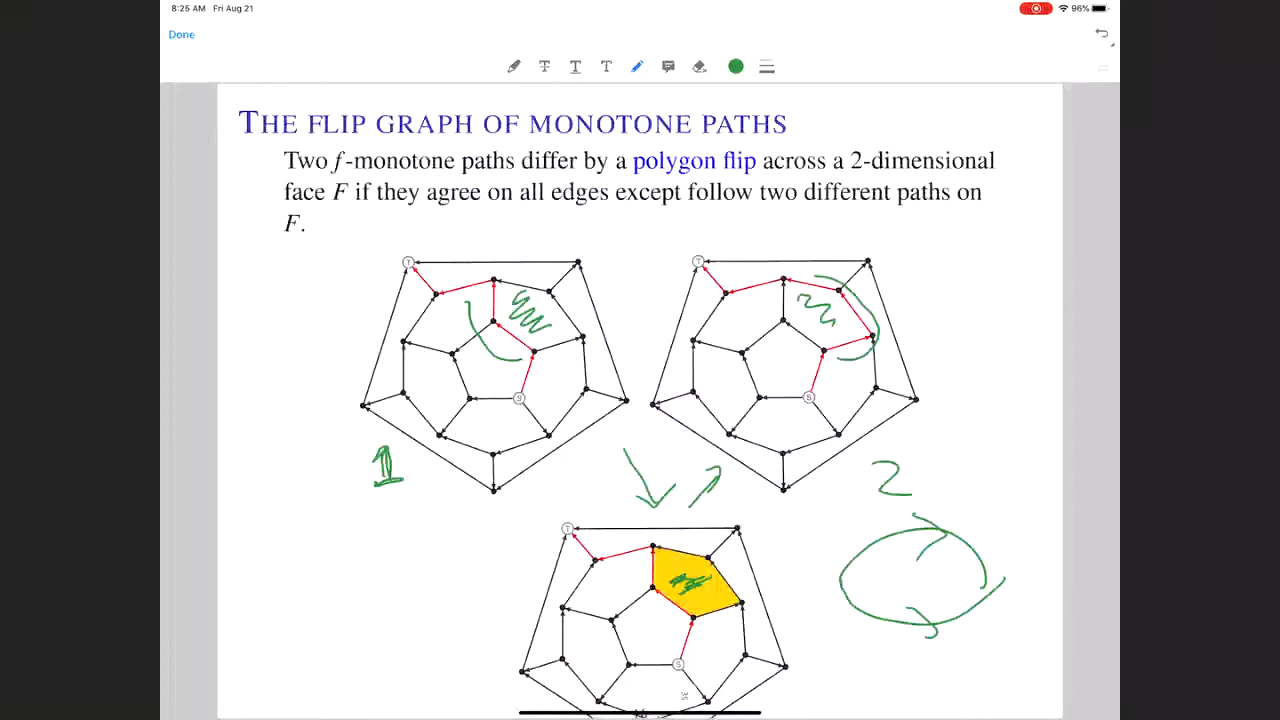 8:25 AM Fri Aug 21
96%
Done
T T T
THE FLIP GRAPH OF MONOTONE PATHS
Two f-monotone paths differ by a polygon flip across a 2-dimensional
face F if they agree on all edges except follow two different paths on
F.
T
T
S
S
1
2
T
S
35